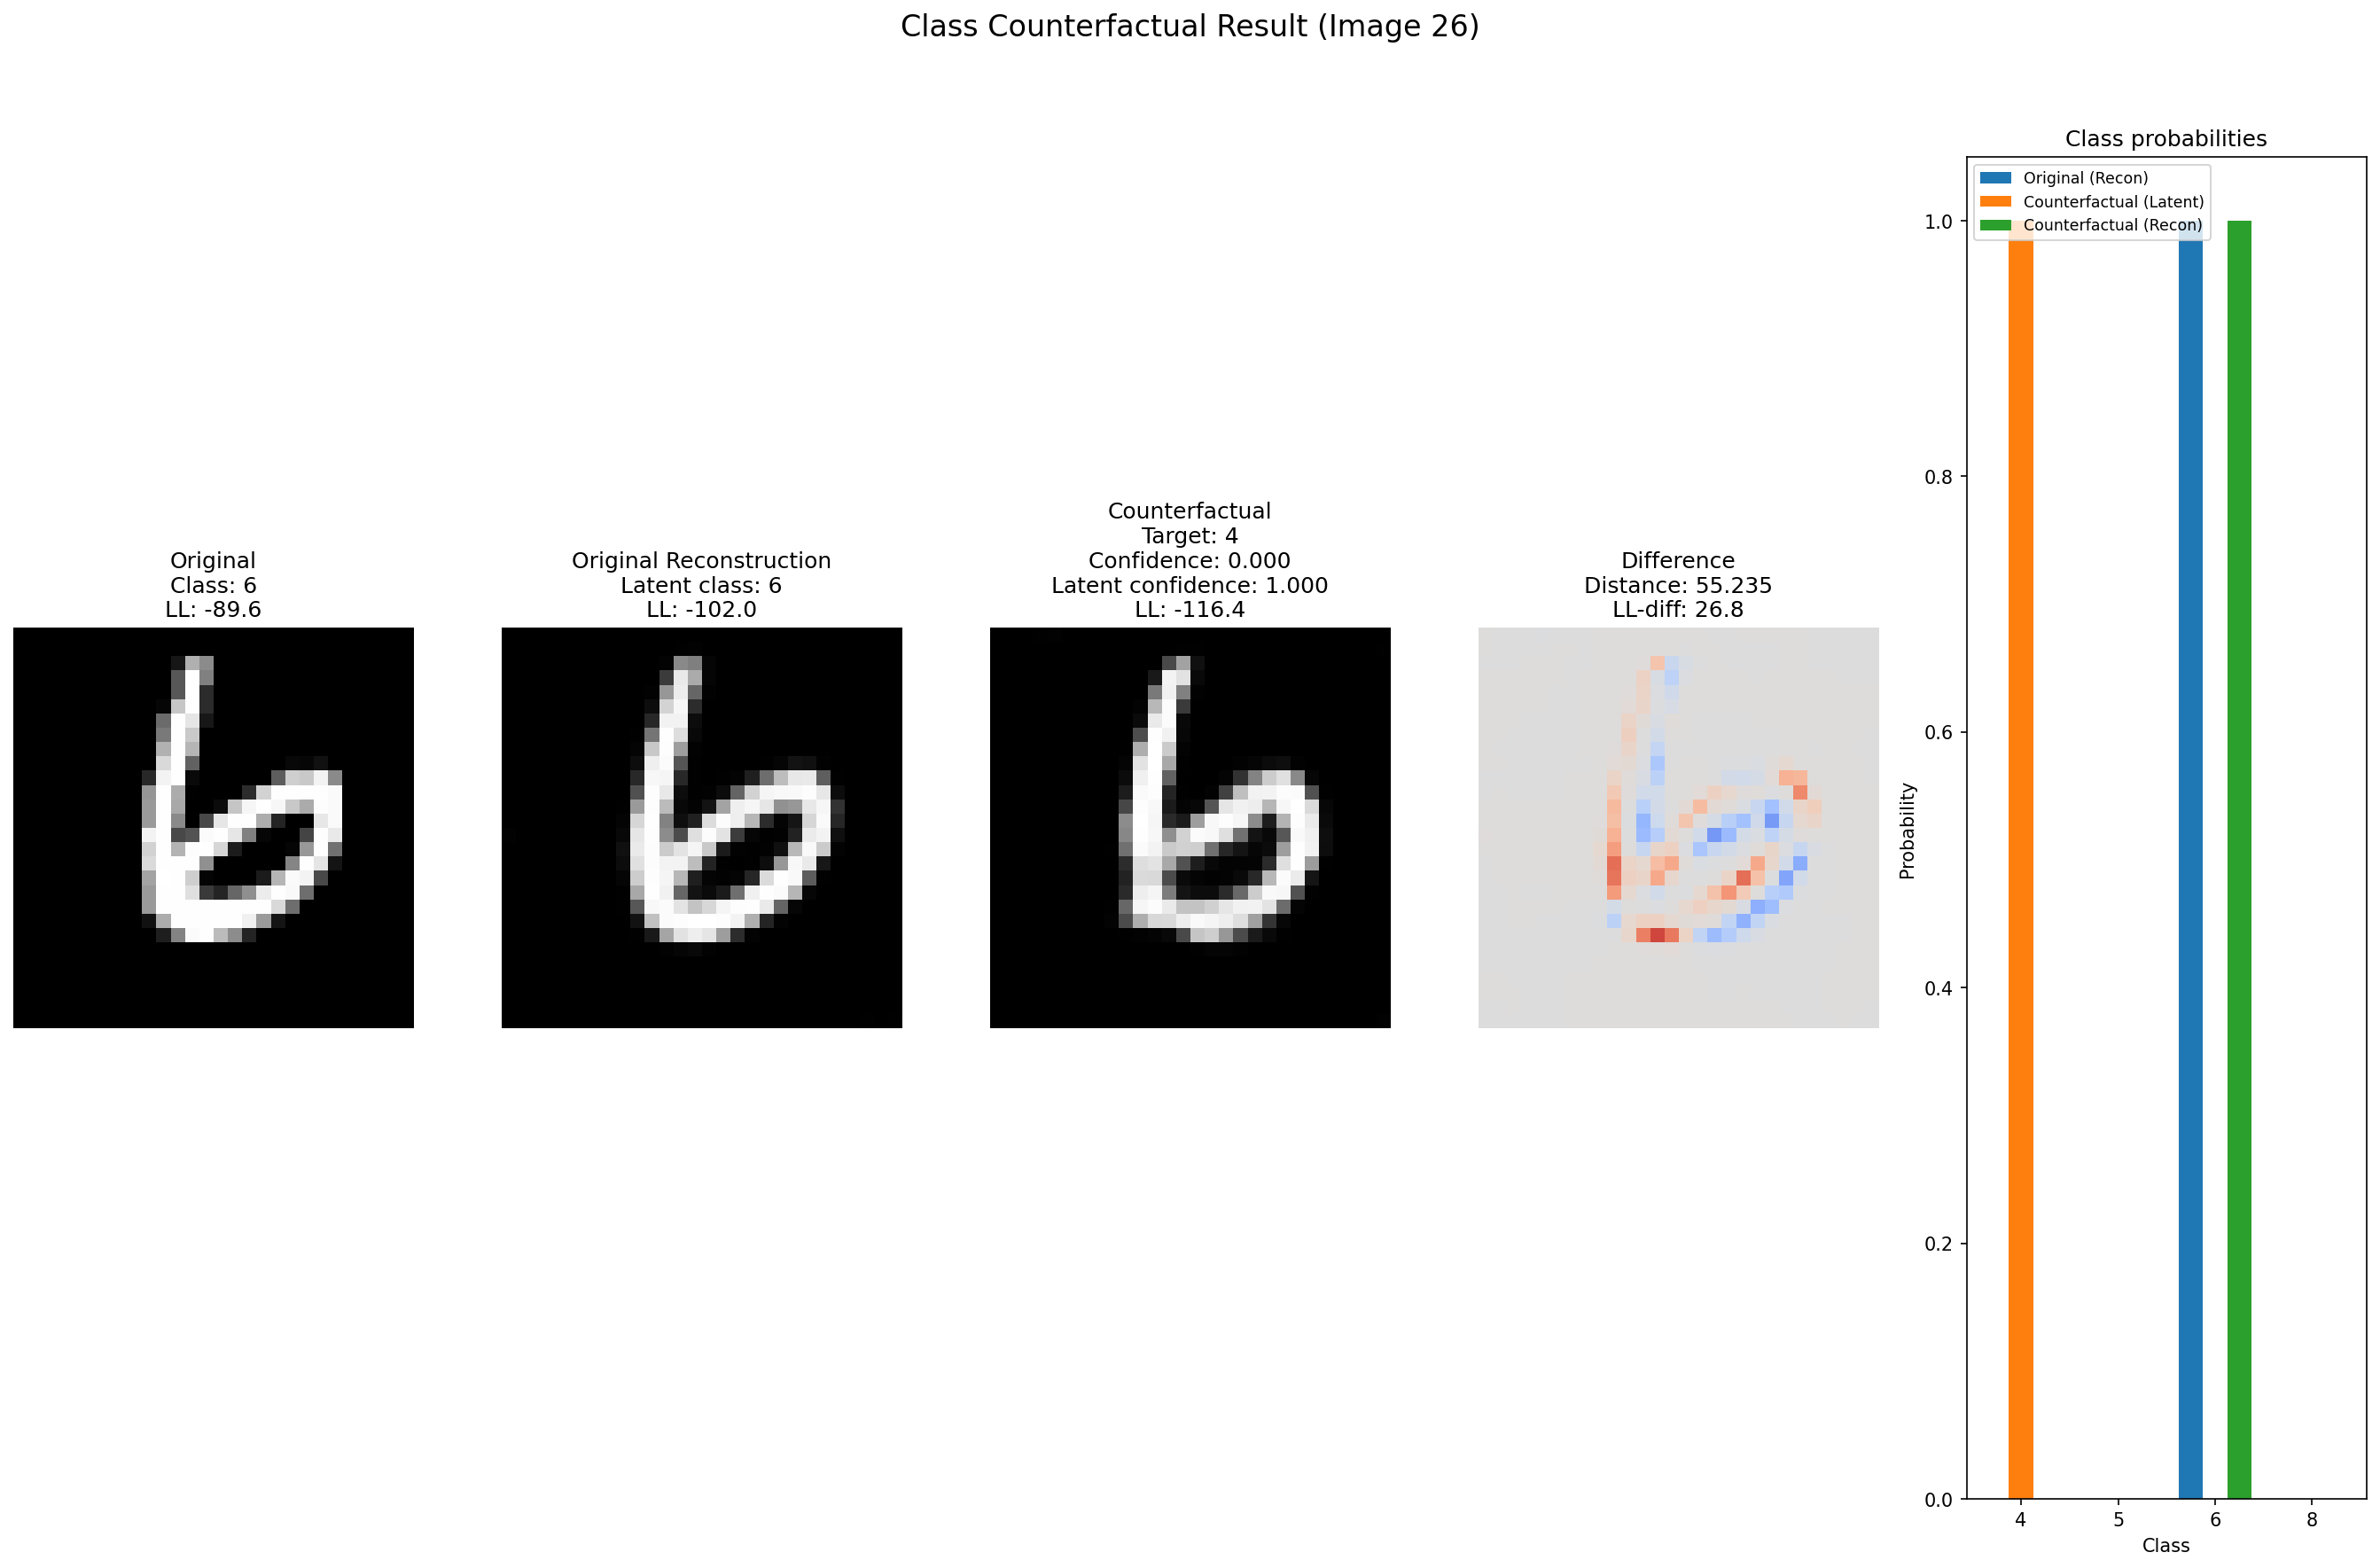 Class Counterfactual Result (Image 26)
Original
Class: 6
LL: -89.6
Original Reconstruction
Latent class: 6
LL: -102.0
Counterfactual
Target: 4
Confidence: 0.000
Latent confidence: 1.000
LL: -116.4
Difference
Distance: 55.235
LL-diff: 26.8
Class probabilities
Original (Recon)
Counterfactual (Latent)
Counterfactual (Recon)
1.0
0.8
0.6
0.4
0.2
0.0
Probability
4 5 6 8
Class
6
6
6